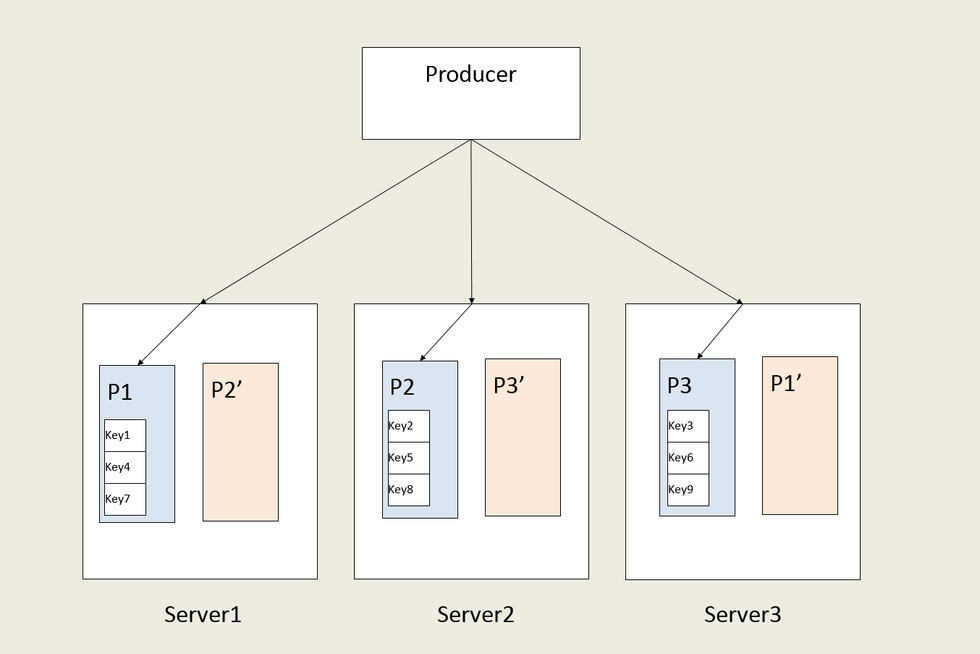 Producer
P1
Key1
Key4
Key7
P2’
P2
Key2
Key5
Key8
P3’
P3
Key3
Key6
Key9
P1’
Server1
Server2
Server3